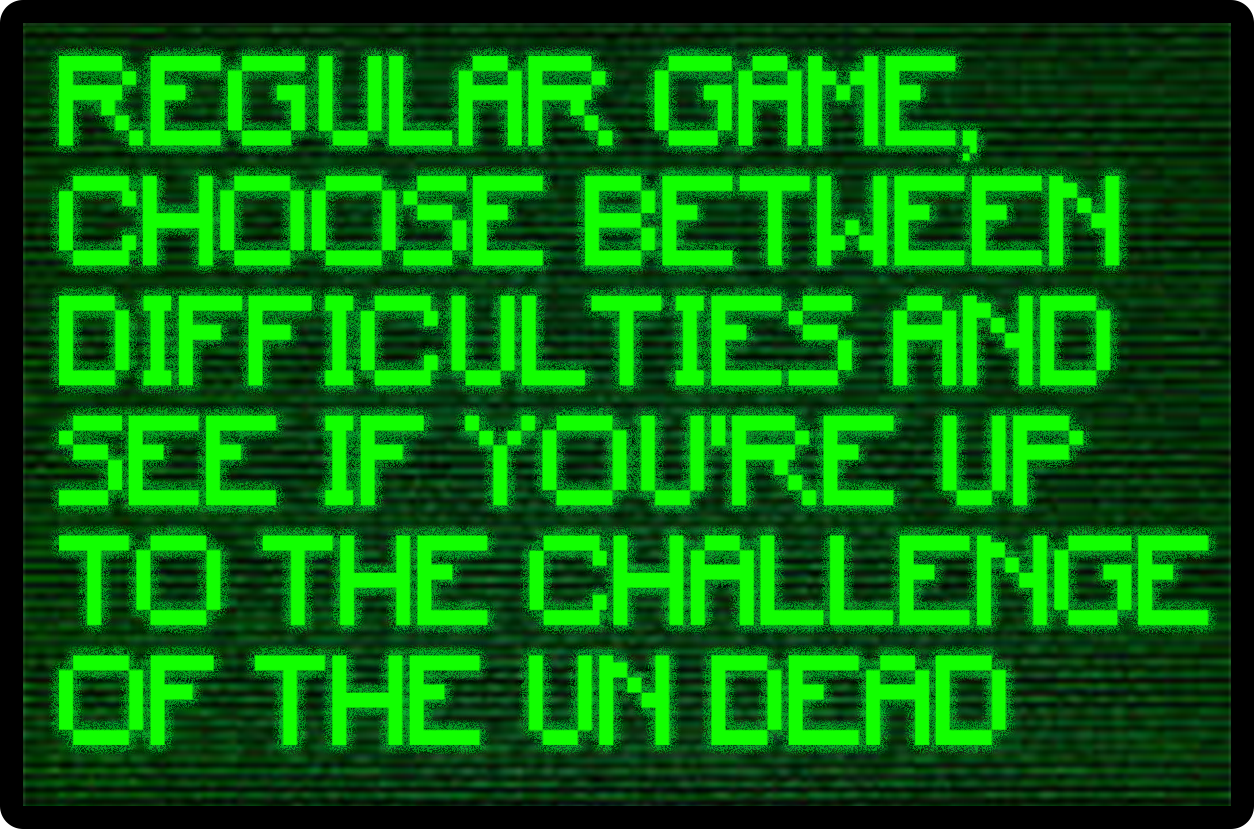 REGULAR GAME,
CHOOSE BETWEEN
DIFFICULTIES AND
SEE IF YOU'RE UP
TO THE CHALLENGE
OF THE UN DEAD